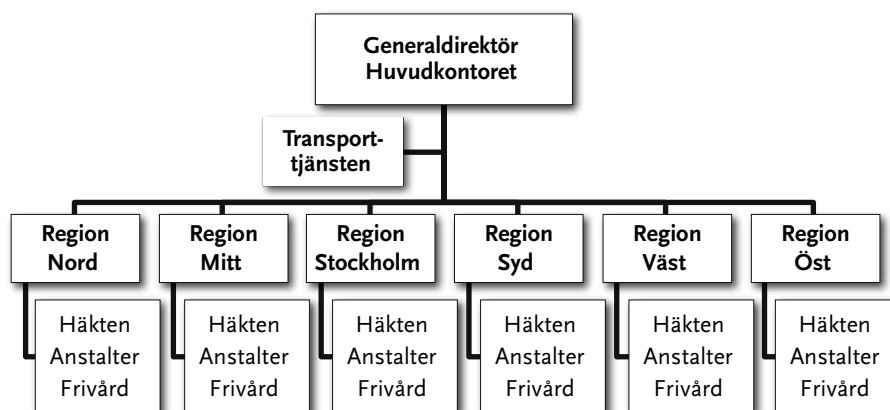 Generaldirektör
Huvudkontoret
Transport-
tjänsten
Region
Nord
Region
Mitt
Region
Stockholm
Region
Syd
Region
Väst
Region
Öst
Häkten
Anstalter
Frivård
Häkten
Anstalter
Frivård
Häkten
Anstalter
Frivård
Häkten
Anstalter
Frivård
Häkten
Anstalter
Frivård
Häkten
Anstalter
Frivård